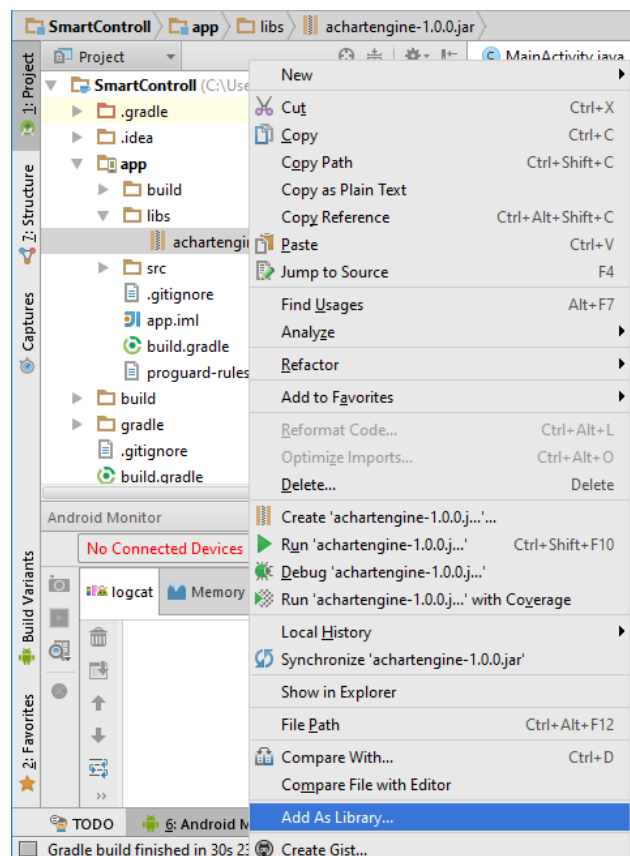 SmartControll app libs achartengine-1.0.0.jar
1: Project
Project
MainActivity.java
SmartControll (C:\Use
.gradle
.idea
app
build
libs
achartengi
src
.gitignore
app.iml
build.gradle
proguard-rules
build
gradle
.gitignore
build.gradle
7: Structure
Captures
Build Variants
2: Favorites
Android Monitor
No Connected Devices
logcat Memory
>>
TODO 6: Android M
Gradle build finished in 30s 23
New
Cut Ctrl+X
Copy Ctrl+C
Copy Path Ctrl+Shift+C
Copy as Plain Text
Copy Reference Ctrl+Alt+Shift+C
Paste Ctrl+V
Jump to Source F4
Find Usages Alt+F7
Analyze
Refactor
Add to Favorites
Reformat Code... Ctrl+Alt+L
Optimize Imports... Ctrl+Alt+O
Delete... Delete
Create 'achartengine-1.0.0.j...'...
Run 'achartengine-1.0.0.j...' Ctrl+Shift+F10
Debug 'achartengine-1.0.0.j...'
Run 'achartengine-1.0.0.j...' with Coverage
Local History
Synchronize 'achartengine-1.0.0.jar'
Show in Explorer
File Path Ctrl+Alt+F12
Compare With... Ctrl+D
Compare File with Editor
Add As Library...
Create Gist...